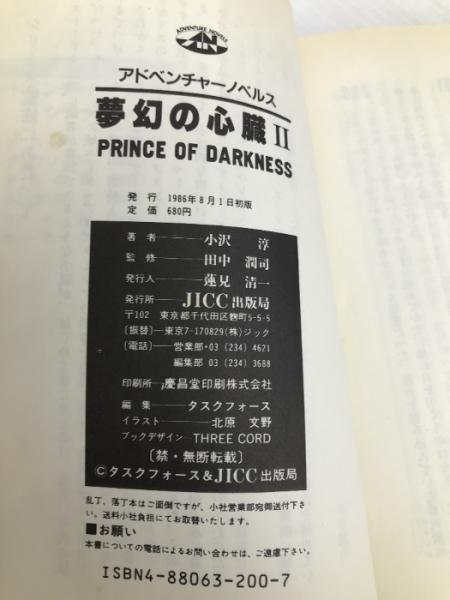 ADVENTURE NOVELS
AN
アドベンチャーノベルス
夢幻の心臓II
PRINCE OF DARKNESS
発行 1986年8月1日初版
定価 680円
著者―――小沢 淳
監修―――田中 潤司
発行人――蓮見 清一
発行所――JICC出版局
〒102 東京都千代田区麹町5-5-5
〔振替〕―東京7-170829(株)ジック
〔電話〕―営業部・03(234)4621
編集部 03(234)3688
印刷所―慶昌堂印刷株式会社
編集―――タスクフォース
イラスト―――北原 文野
ブックデザイン―THREE CORD
〔禁・無断転載〕
©タスクフォース&JICC出版局
乱丁、落丁本はご面倒ですが、小社営業部宛御送付下さ
い。送料小社負担にてお取替いたします。
■お願い
本書についての電話によるお問い合わせは、ご遠慮下さい。
ISBN4-88063-200-7